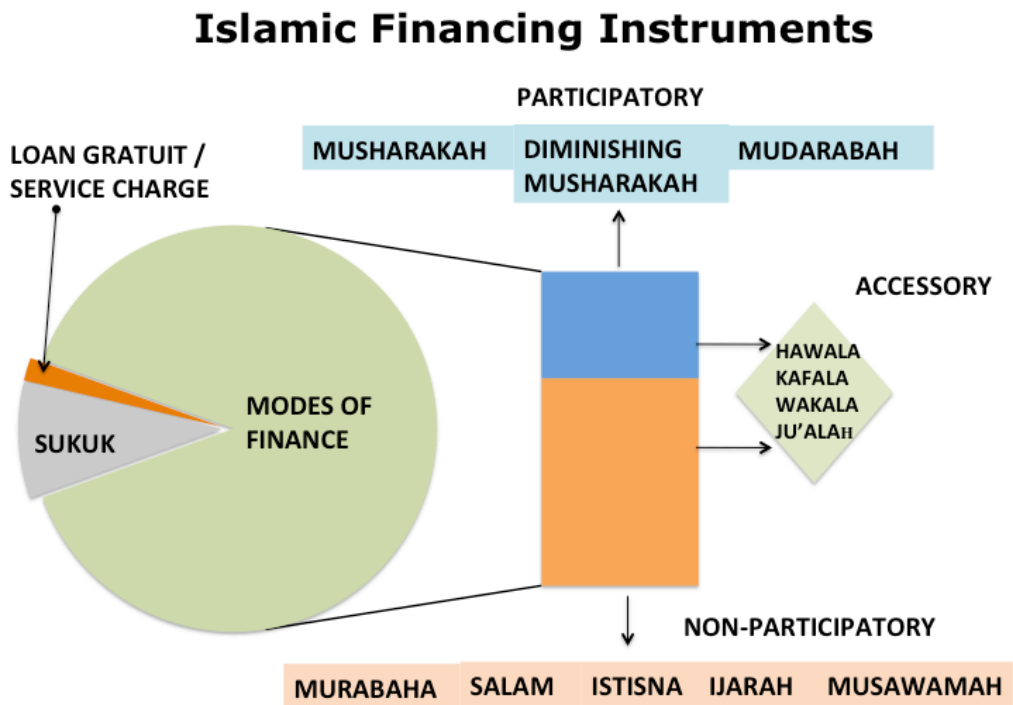 Islamic Financing Instruments
PARTICIPATORY
MUSHARAKAH
DIMINISHING
MUSHARAKAH
MUDARABAH
LOAN GRATUIT /
SERVICE CHARGE
ACCESSORY
HAWALA
KAFALA
WAKALA
JU’ALAH
MODES OF
FINANCE
SUKUK
NON-PARTICIPATORY
MURABAHA
SALAM
ISTISNA
IJARAH
MUSAWAMAH